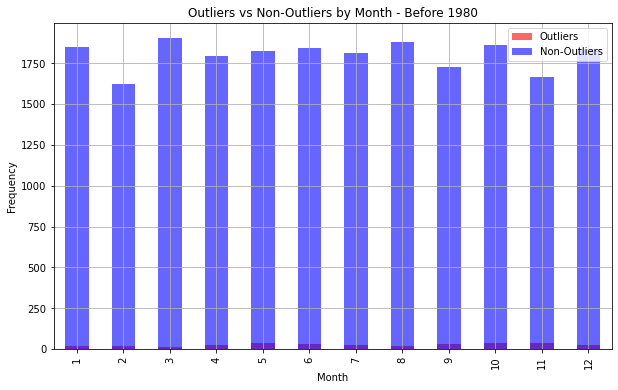 Outliers vs Non-Outliers by Month - Before 1980
Outliers
Non-Outliers
Frequency
1750
1500
1250
1000
750
500
250
0
1 2 3 4 5 6 7 8 9 10 11 12
Month